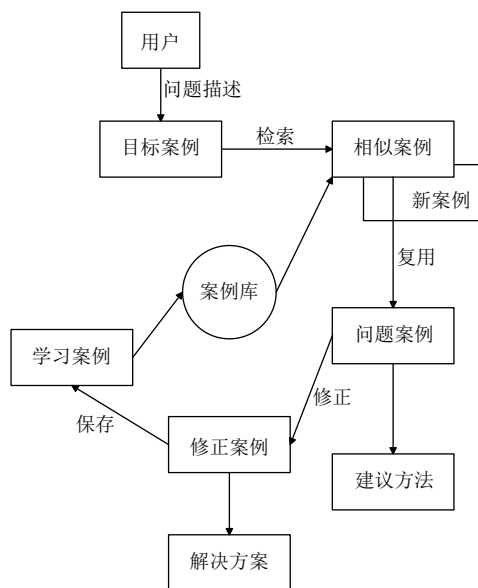 用户
问题描述
目标案例
检索
相似案例
新案例
复用
案例库
问题案例
学习案例
修正
保存
修正案例
建议方法
解决方案